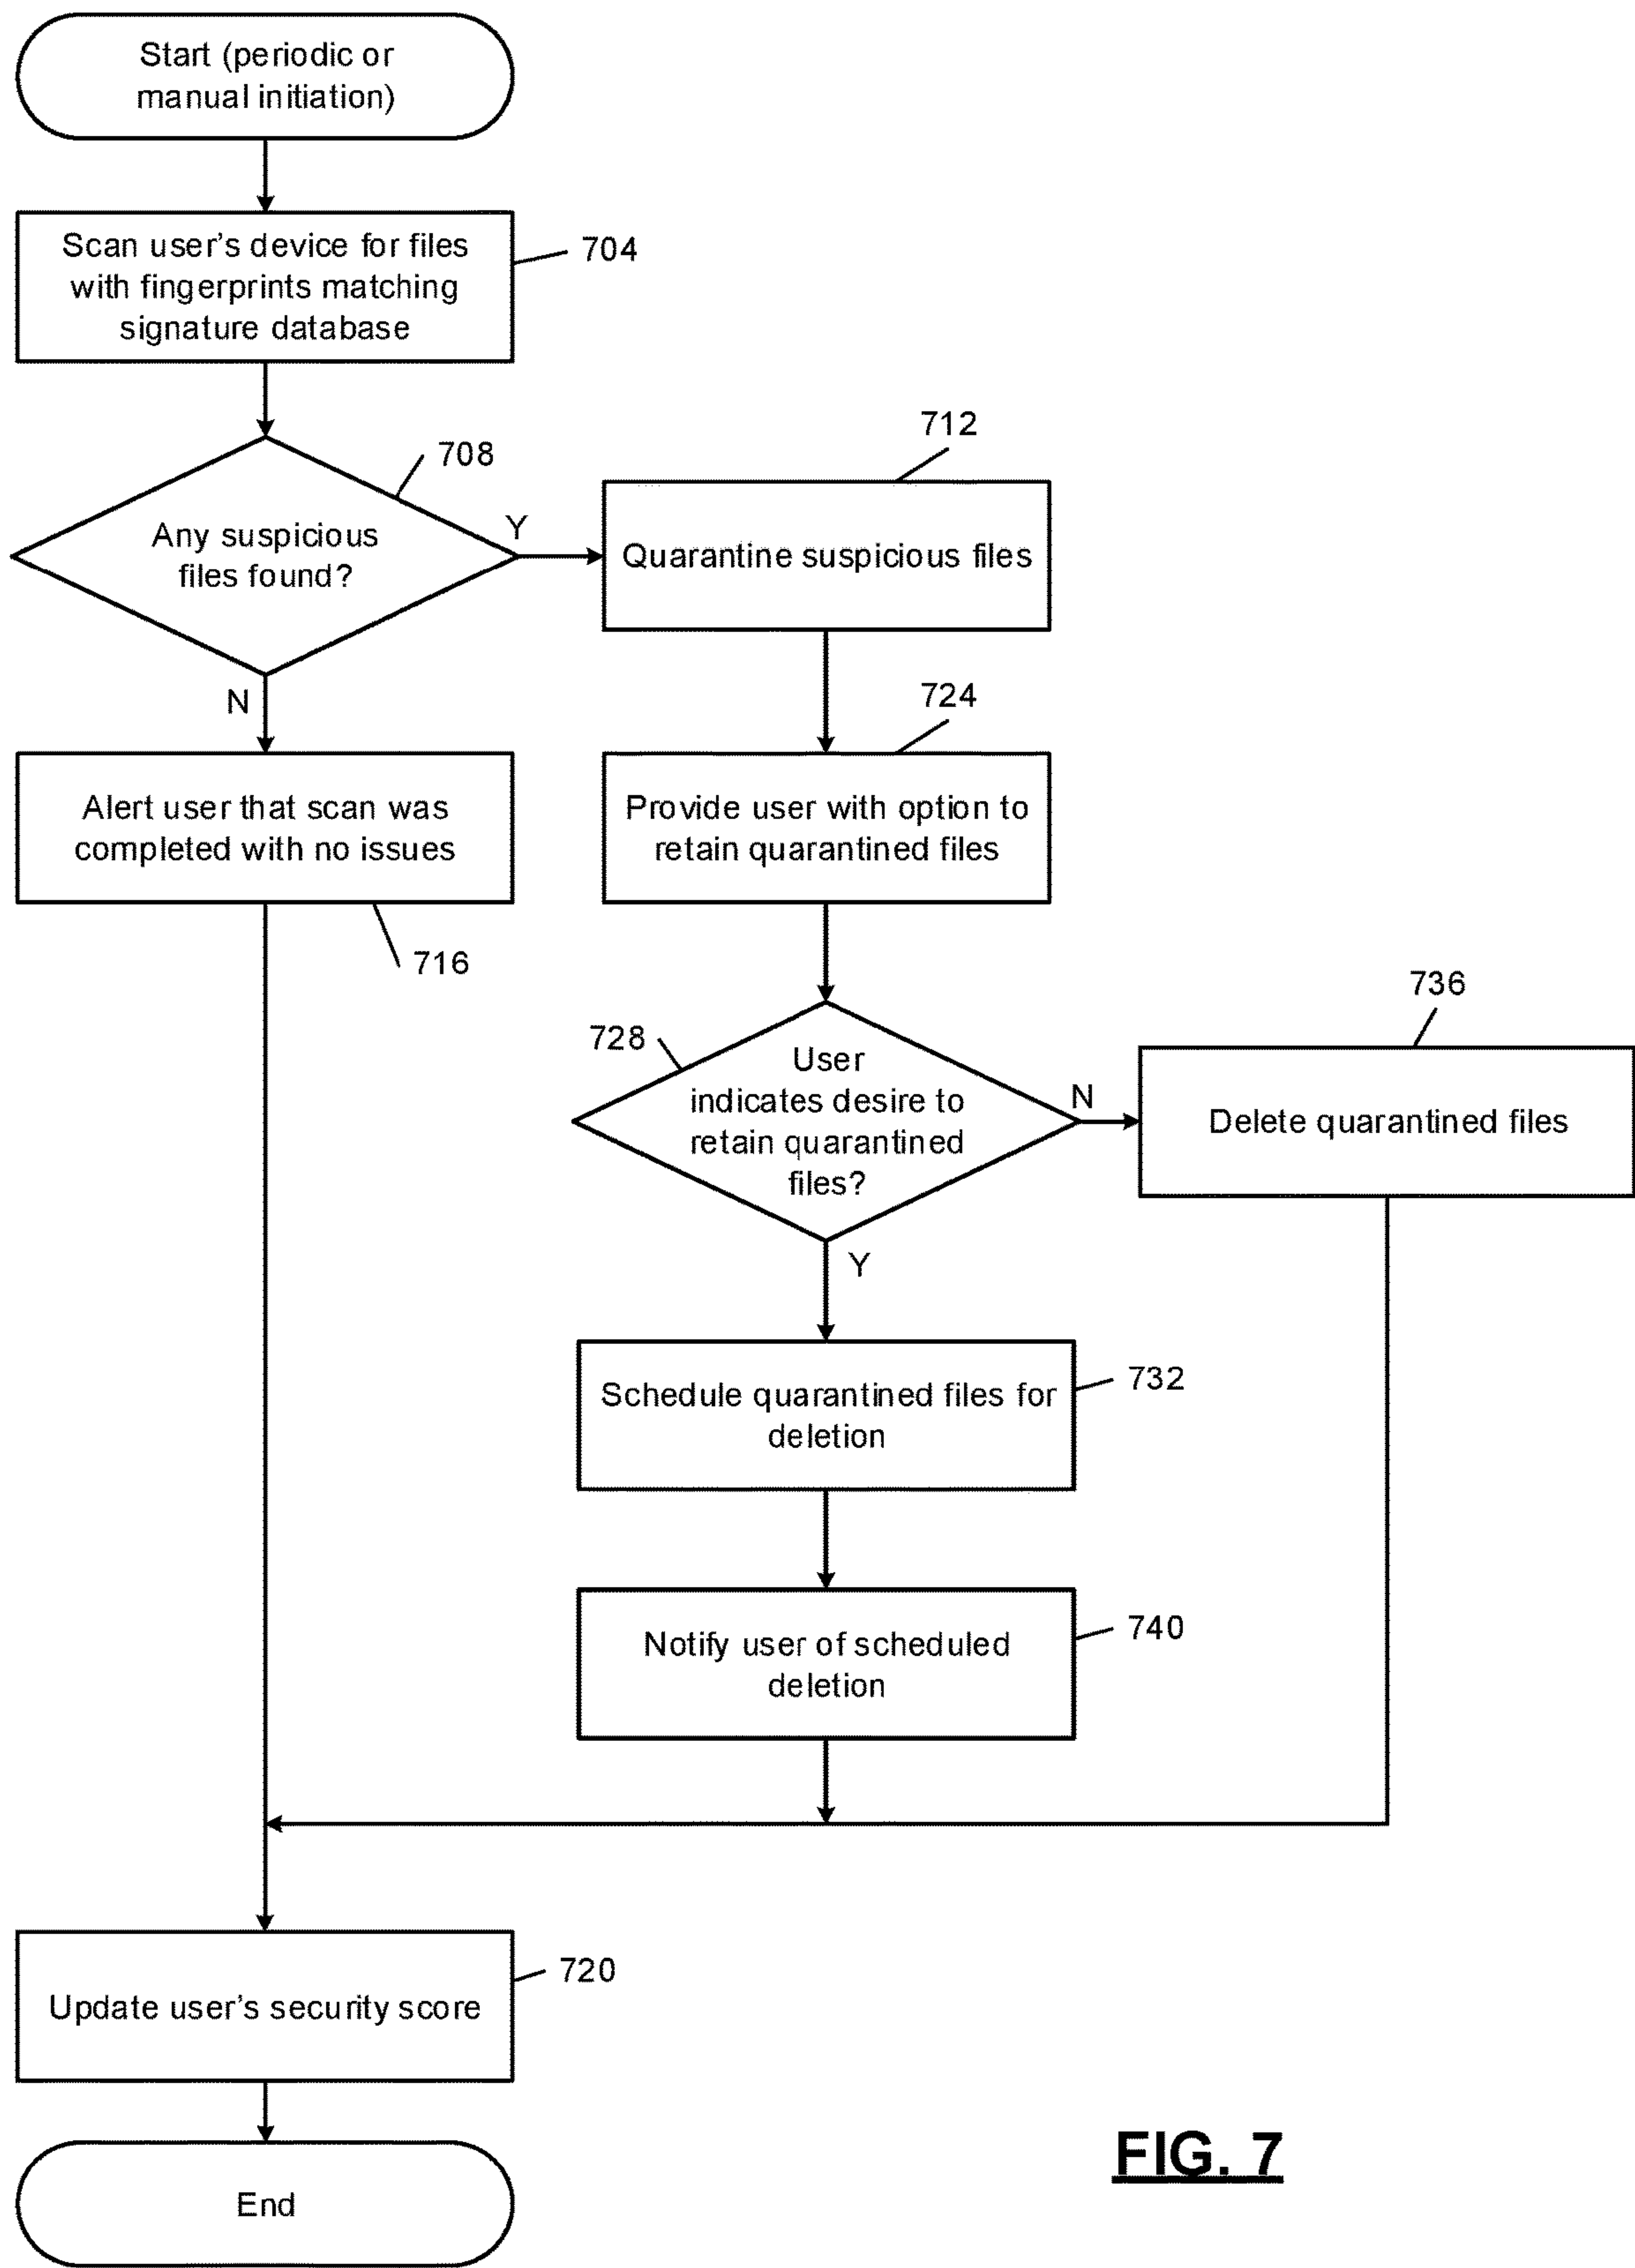 Start (periodic or
manual initiation)
Scan user's device for files
with fingerprints matching
signature database
704
708
Any suspicious
files found?
Y
N
712
Quarantine suspicious files
724
Provide user with option to
retain quarantined files
Alert user that scan was
completed with no issues
716
728
User
indicates desire to
retain quarantined
files?
N
Y
736
Delete quarantined files
Schedule quarantined files for
deletion
732
Notify user of scheduled
deletion
740
Update user's security score
720
End
FIG. 7